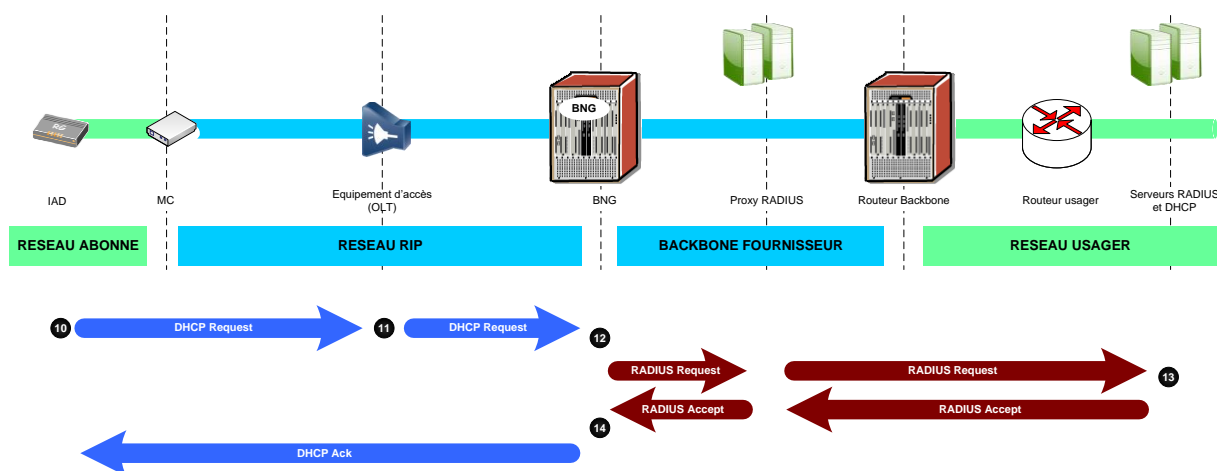 BNG
IAD
MC
Equipement d'accès
(OLT)
BNG
Proxy RADIUS
Routeur Backbone
Routeur usager
Serveurs RADIUS
et DHCP
RESEAU ABONNE
RESEAU RIP
BACKBONE FOURNISSEUR
RESEAU USAGER
10
DHCP Request
11
DHCP Request
12
RADIUS Request
RADIUS Request
13
RADIUS Accept
RADIUS Accept
14
DHCP Ack